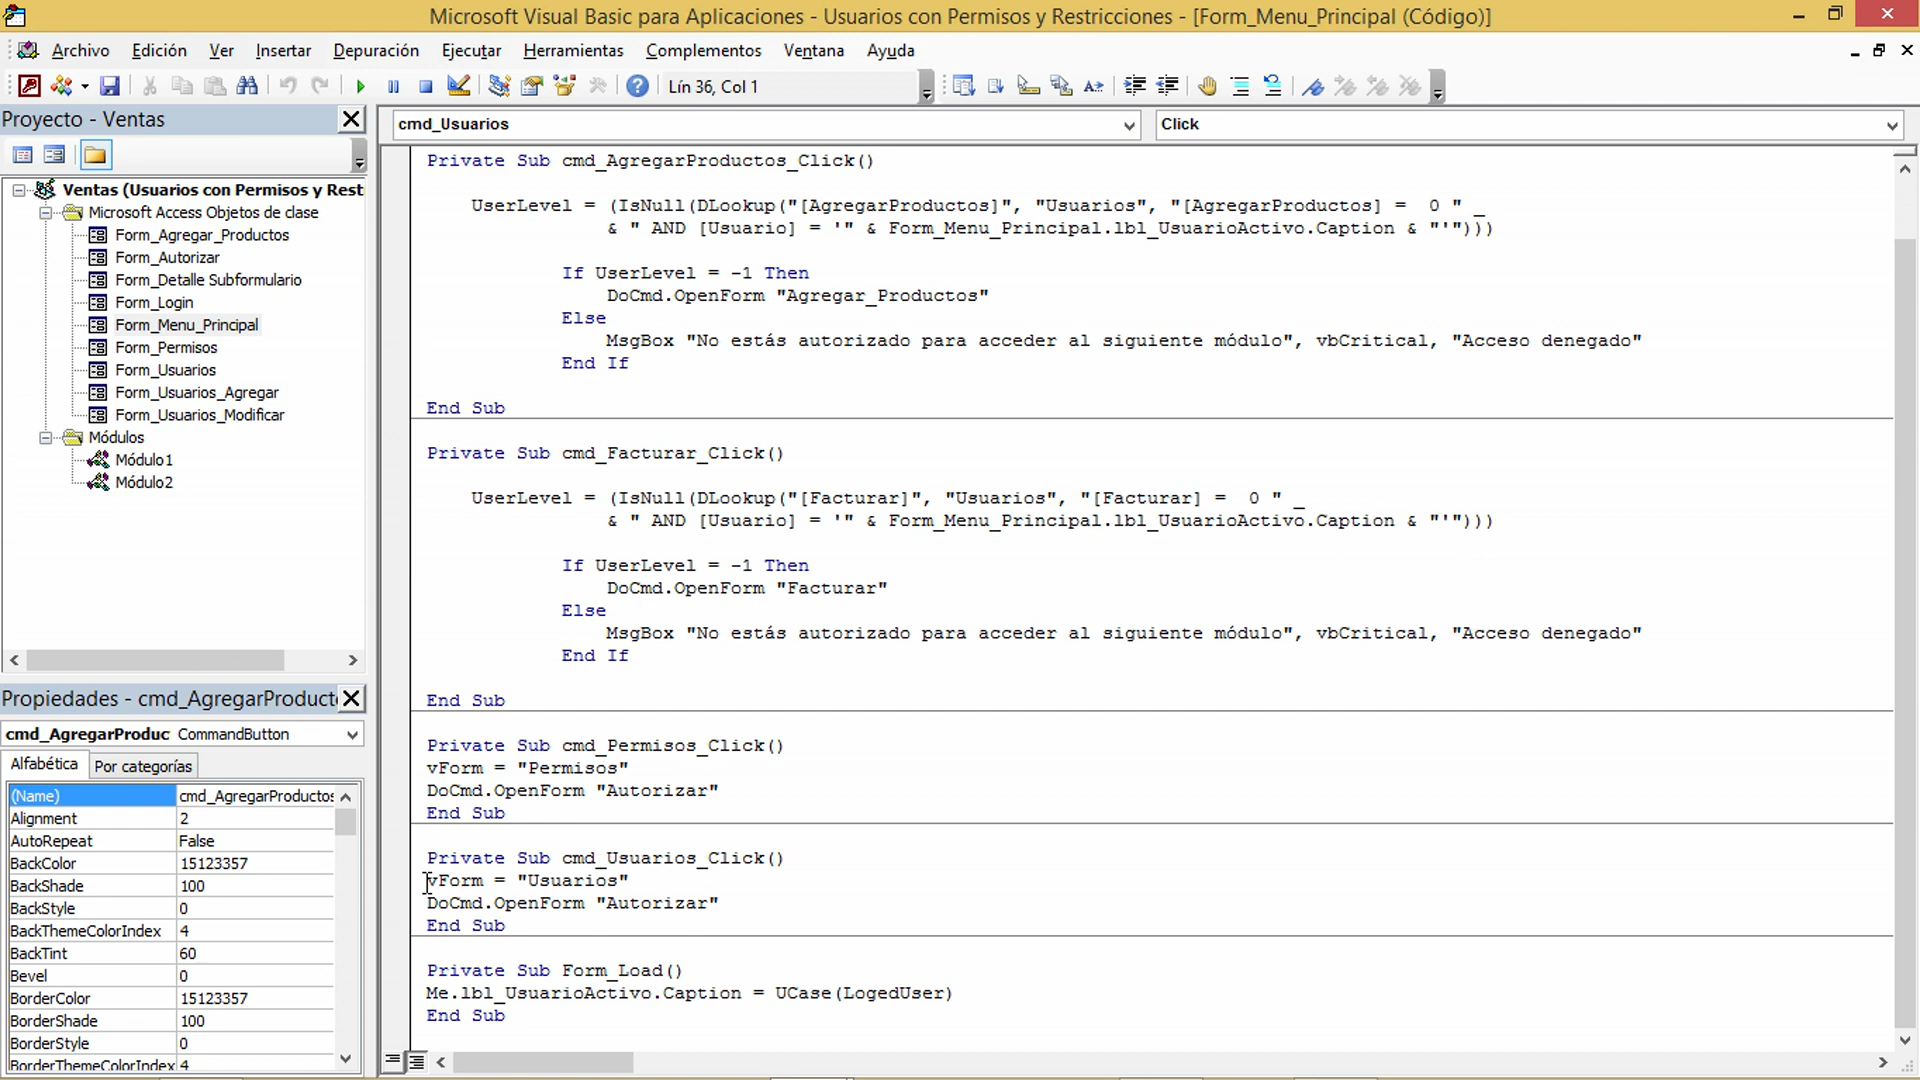 Microsoft Visual Basic para Aplicaciones - Usuarios con Permisos y Restricciones - [Form_Menu_Principal (Código)]
Archivo Edición Ver Insertar Depuración Ejecutar Herramientas Complementos Ventana Ayuda
Lín 36, Col 1
Proyecto - Ventas
Ventas (Usuarios con Permisos y Rest
Microsoft Access Objetos de clase
Form_Agregar_Productos
Form_Autorizar
Form_Detalle Subformulario
Form_Login
Form_Menu_Principal
Form_Permisos
Form_Usuarios
Form_Usuarios_Agregar
Form_Usuarios_Modificar
Módulos
Módulo1
Módulo2
Propiedades - cmd_AgregarProduct
cmd_AgregarProduc CommandButton
Alfabética Por categorías
(Name) cmd_AgregarProductos
Alignment 2
AutoRepeat False
BackColor 15123357
BackShade 100
BackStyle 0
BackThemeColorIndex 4
BackTint 60
Bevel 0
BorderColor 15123357
BorderShade 100
BorderStyle 0
BorderThemeColorIndex 4
cmd_Usuarios Click
Private Sub cmd_AgregarProductos_Click()
UserLevel = (IsNull(DLookup("[AgregarProductos]", "Usuarios", "[AgregarProductos] =  0 " _
& " AND [Usuario] = '" & Form_Menu_Principal.lbl_UsuarioActivo.Caption & "'")))
If UserLevel = -1 Then
DoCmd.OpenForm "Agregar_Productos"
Else
MsgBox "No estás autorizado para acceder al siguiente módulo", vbCritical, "Acceso denegado"
End If
End Sub
Private Sub cmd_Facturar_Click()
UserLevel = (IsNull(DLookup("[Facturar]", "Usuarios", "[Facturar] =  0 " _
& " AND [Usuario] = '" & Form_Menu_Principal.lbl_UsuarioActivo.Caption & "'")))
If UserLevel = -1 Then
DoCmd.OpenForm "Facturar"
Else
MsgBox "No estás autorizado para acceder al siguiente módulo", vbCritical, "Acceso denegado"
End If
End Sub
Private Sub cmd_Permisos_Click()
vForm = "Permisos"
DoCmd.OpenForm "Autorizar"
End Sub
Private Sub cmd_Usuarios_Click()
vForm = "Usuarios"
DoCmd.OpenForm "Autorizar"
End Sub
Private Sub Form_Load()
Me.lbl_UsuarioActivo.Caption = UCase(LogedUser)
End Sub